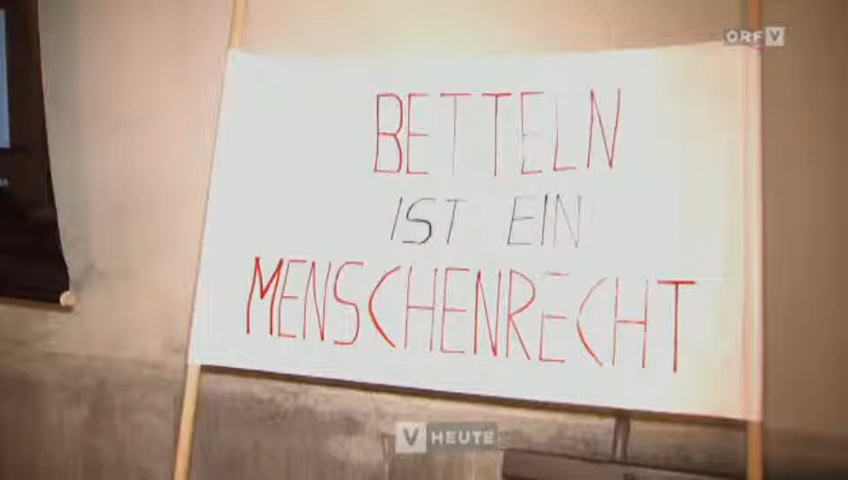 ORF V
BETTELN
IST EIN
MENSCHENRECHT
V HEUTE